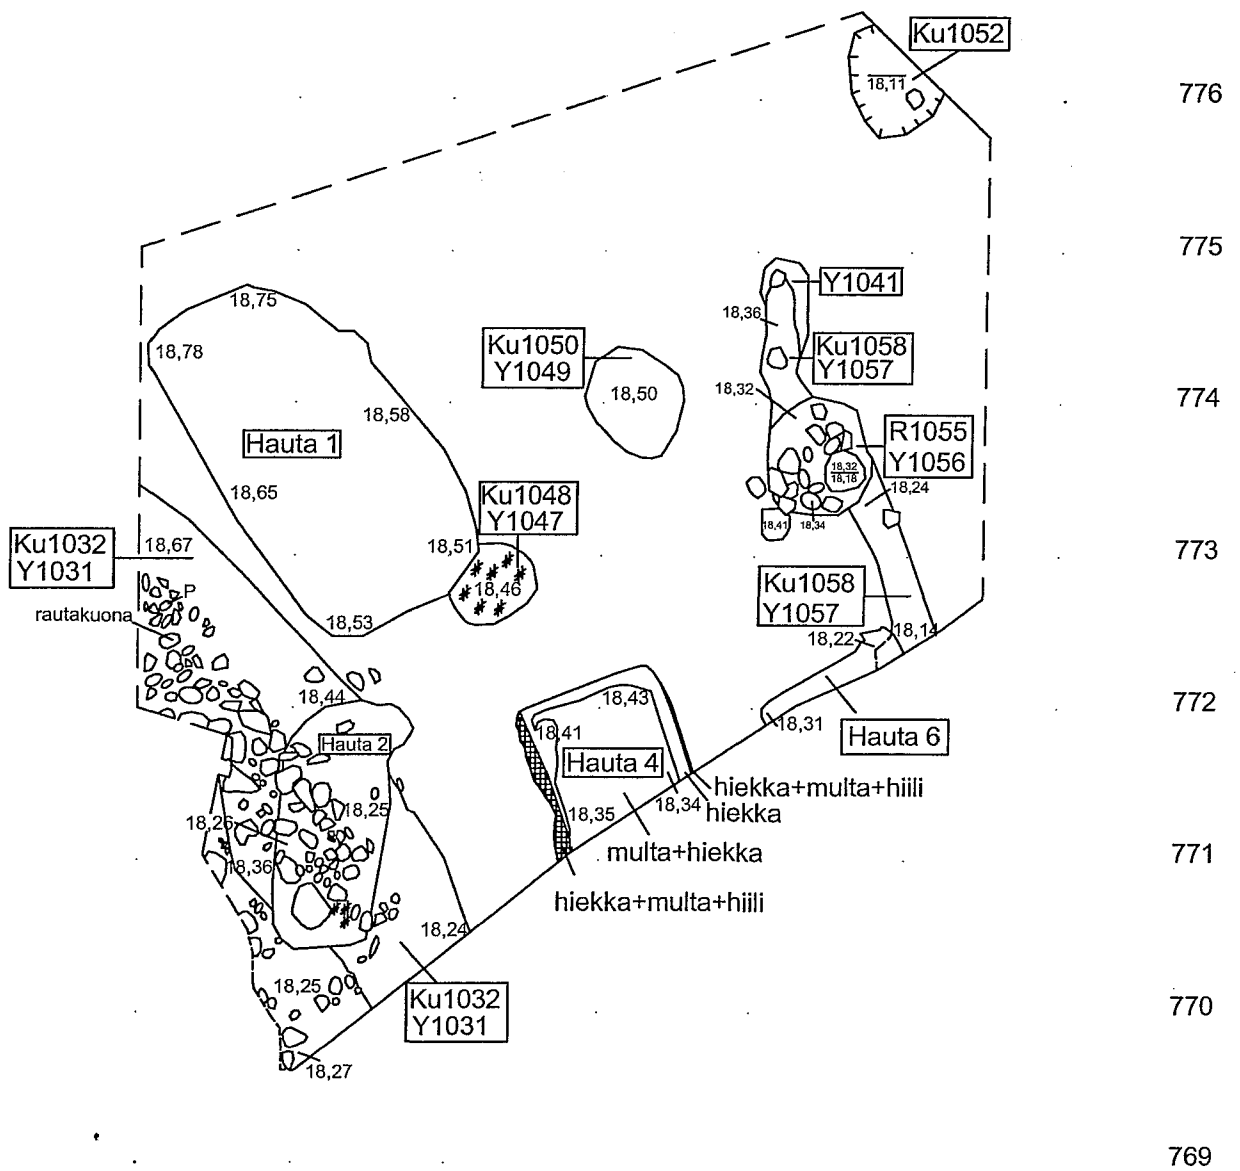 Ku1052
18,11
776
775
Y1041
18,75
18,36
18,78
Ku1050
Y1049
Ku1058
Y1057
18,50
18,32
774
18,58
Hauta 1
R1055
Y1056
18,32
18,18
18,65
Ku1048
Y1047
18,24
18,41
18,34
Ku1032
Y1031
18,67
18,51
773
18,46
Ku1058
Y1057
P
rautakuona
18,53
18,22
18,14
18,44
18,43
772
18,31
Hauta 2
18,41
Hauta 6
Hauta 4
hiekka+multa+hiili
18,25
18,35
18,34
hiekka
18,26
18,36
multa+hiekka
771
hiekka+multa+hiili
18,24
18,25
Ku1032
Y1031
770
18,27
769